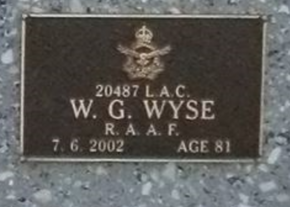 20487 L.A.C.
W. G. WYSE
R. A. A. F.
7. 6. 2002 AGE 81